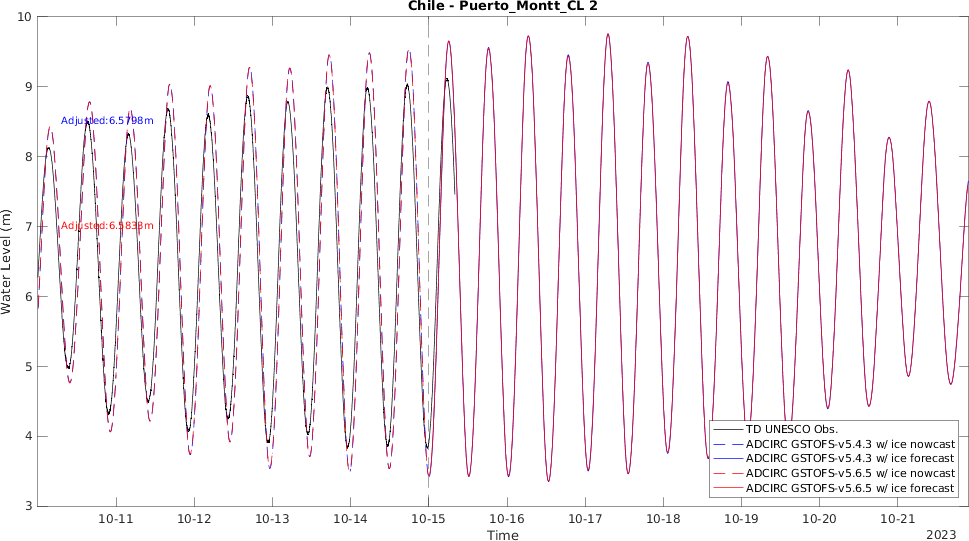 Chile - Puerto_Montt_CL 2
10
9
8
7
6
5
4
3
Water Level (m)
Adjusted:6.5798m
Adjusted:6.5833m
10-11
10-12
10-13
10-14
10-15
10-16
10-17
10-18
10-19
10-20
10-21
Time
2023
TD UNESCO Obs.
ADCIRC GSTOFS-v5.4.3 w/ ice nowcast
ADCIRC GSTOFS-v5.4.3 w/ ice forecast
ADCIRC GSTOFS-v5.6.5 w/ ice nowcast
ADCIRC GSTOFS-v5.6.5 w/ ice forecast